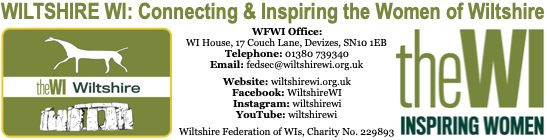 WILTSHIRE WI: Connecting & Inspiring the Women of Wiltshire
theWI Wiltshire
WFWI Office:
WI House, 17 Couch Lane, Devizes, SN10 1EB
Telephone: 01380 739340
Email: fedsec@wiltshirewi.org.uk
Website: wiltshirewi.org.uk
Facebook: WiltshireWI
Instagram: wiltshirewi
YouTube: wiltshirewi
Wiltshire Federation of WIs, Charity No. 229893
theWI
INSPIRING WOMEN